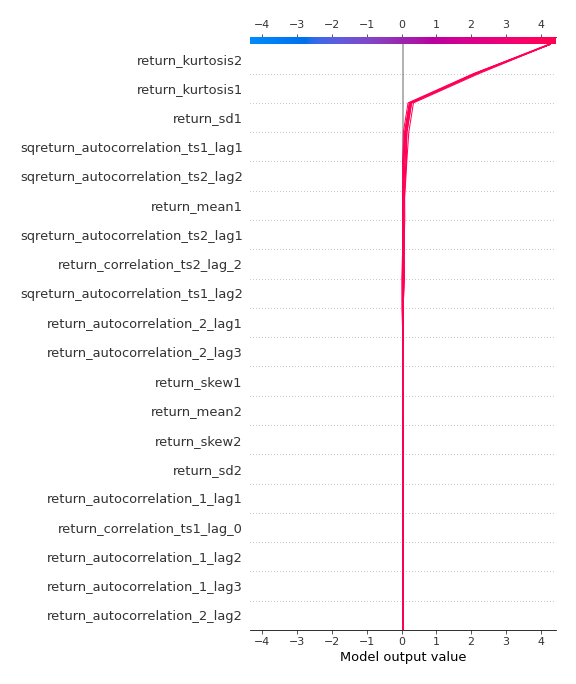 −4 −3 −2 −1 0 1 2 3 4
return_kurtosis2
return_kurtosis1
return_sd1
sqreturn_autocorrelation_ts1_lag1
sqreturn_autocorrelation_ts2_lag2
return_mean1
sqreturn_autocorrelation_ts2_lag1
return_correlation_ts2_lag_2
sqreturn_autocorrelation_ts1_lag2
return_autocorrelation_2_lag1
return_autocorrelation_2_lag3
return_skew1
return_mean2
return_skew2
return_sd2
return_autocorrelation_1_lag1
return_correlation_ts1_lag_0
return_autocorrelation_1_lag2
return_autocorrelation_1_lag3
return_autocorrelation_2_lag2
−4 −3 −2 −1 0 1 2 3 4
Model output value